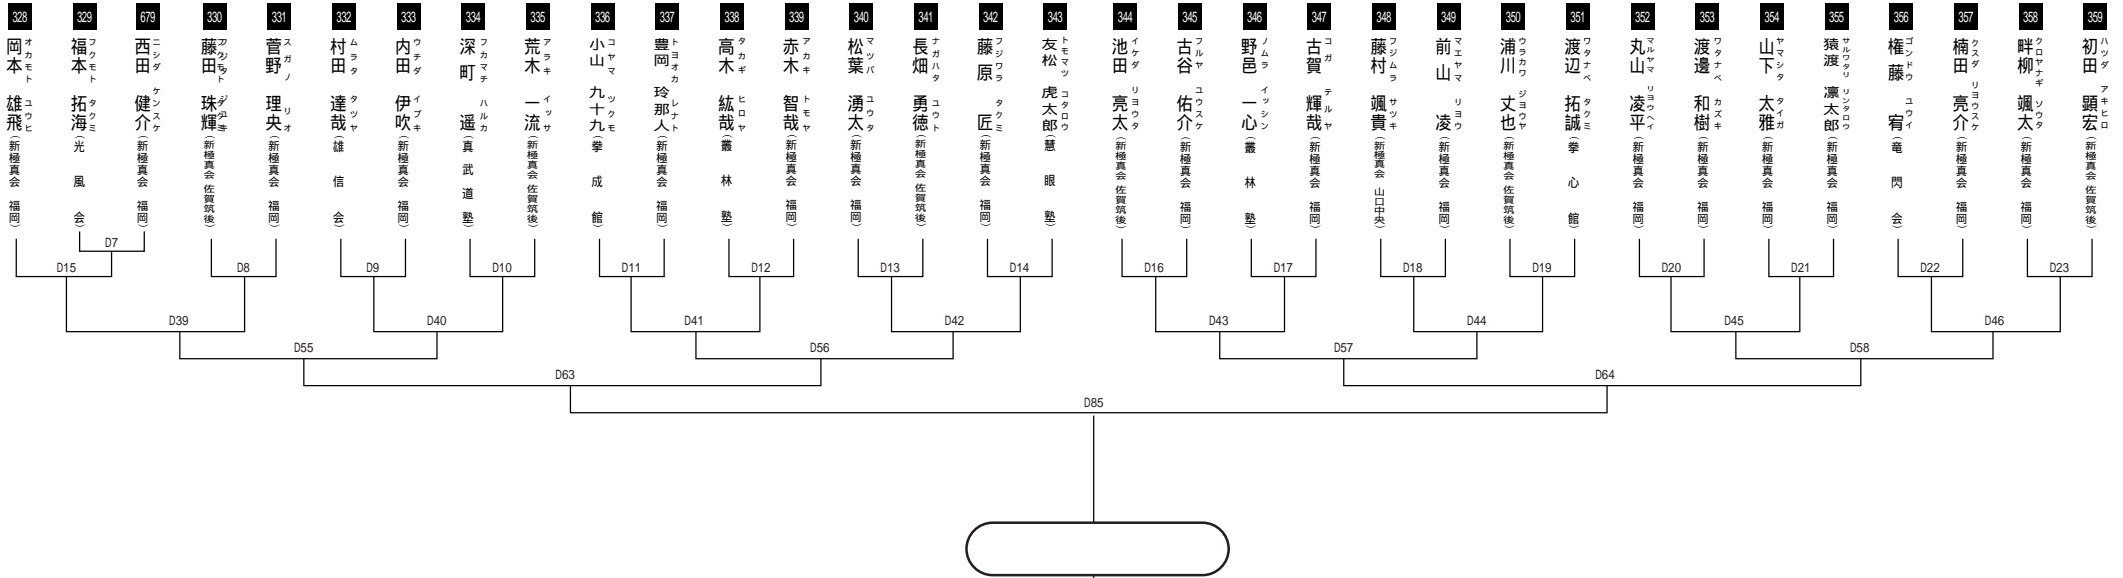 328 岡本 雄飛 オカモト ユウヒ (新極真会 福岡)
329 福本 拓海 フクモト タクミ (光風会)
679 西田 健介 ニシダ ケンスケ (新極真会 福岡)
330 藤田 珠輝 (新極真会 佐賀筑後)
331 菅野 理央 スガノ リオ (新極真会 福岡)
332 村田 達哉 ムラタ タツヤ (雄信会)
333 内田 伊吹 ウチダ イブキ (新極真会 福岡)
334 深町 遥 フカマチ ハルカ (真武道塾)
335 荒木 一流 アラキ イッサ (新極真会 佐賀筑後)
336 小山 九十九 コヤマ ツクモ (拳成館)
337 豊岡 玲那人 トヨオカ レナト (新極真会 福岡)
338 高木 紘哉 タカギ ヒロヤ (叢林塾)
339 赤木 智哉 アカキ トモヤ (新極真会 福岡)
340 松葉 湧太 マツバ ユウタ (新極真会 福岡)
341 長畑 勇徳 ナガハタ ユウト (新極真会 佐賀筑後)
342 藤原 匠 フジワラ タクミ (新極真会 福岡)
343 友松 虎太郎 トモマツ コタロウ (慧眼塾)
344 池田 亮太 イケダ リヨウタ (新極真会 佐賀筑後)
345 古谷 佑介 フルヤ ユウスケ (新極真会 福岡)
346 野邑 一心 ノムラ イッシン (叢林塾)
347 古賀 輝哉 コガ テルヤ (新極真会 福岡)
348 藤村 颯貴 フジムラ サツキ (新極真会 山口中央)
349 前山 凌 マエヤマ リョウ (新極真会 福岡)
350 浦川 丈也 ウラカワ ジョウヤ (新極真会 佐賀筑後)
351 渡辺 拓誠 ワタナベ タクミ (拳心館)
352 丸山 凌平 マルヤマ リョウヘイ (新極真会 福岡)
353 渡邊 和樹 ワタナベ カズキ (新極真会 福岡)
354 山下 太雅 ヤマシタ タイガ (新極真会 福岡)
355 猿渡 凛太郎 サルワタリ リンタロウ (新極真会 福岡)
356 権藤 宥 ゴンドウ ユウイ (竜閃会)
357 楠田 亮介 クスダ リョウスケ (新極真会 福岡)
358 畔柳 颯太 クロヤナギ ソウタ (新極真会 福岡)
359 初田 顕宏 ハツダ アキヒロ (新極真会 佐賀筑後)
D7
D15 D8 D9 D10 D11 D12 D13 D14 D16 D17 D18 D19 D20 D21 D22 D23
D39 D40 D41 D42 D43 D44 D45 D46
D55 D56 D57 D58
D63 D64
D85